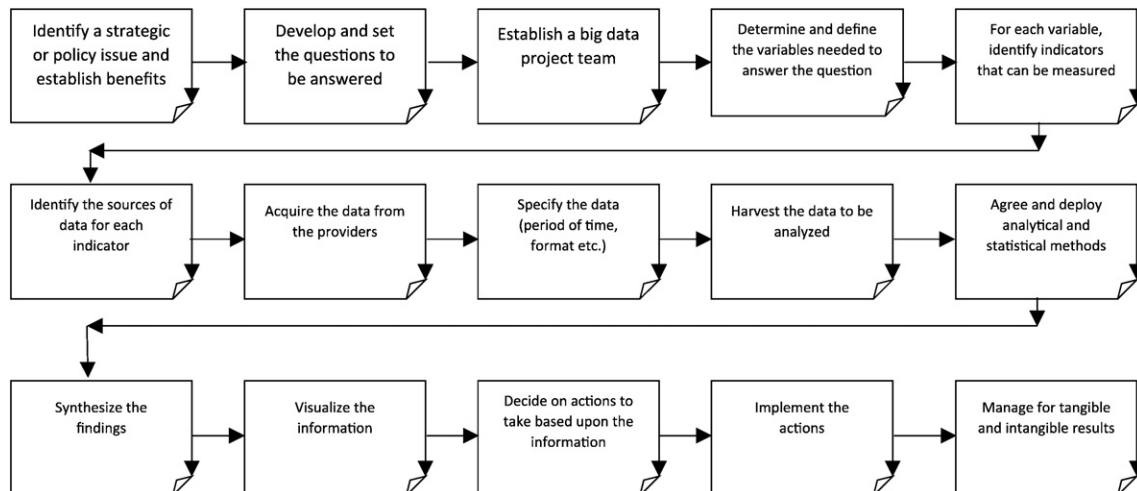 Identify a strategic
or policy issue and
establish benefits
Develop and set
the questions to
be answered
Establish a big data
project team
Determine and define
the variables needed to
answer the question
For each variable,
identify indicators
that can be measured
Identify the sources of
data for each
indicator
Acquire the data from
the providers
Specify the data
(period of time,
format etc.)
Harvest the data to be
analyzed
Agree and deploy
analytical and
statistical methods
Synthesize the
findings
Visualize the
information
Decide on actions to
take based upon the
information
Implement the
actions
Manage for tangible
and intangible results